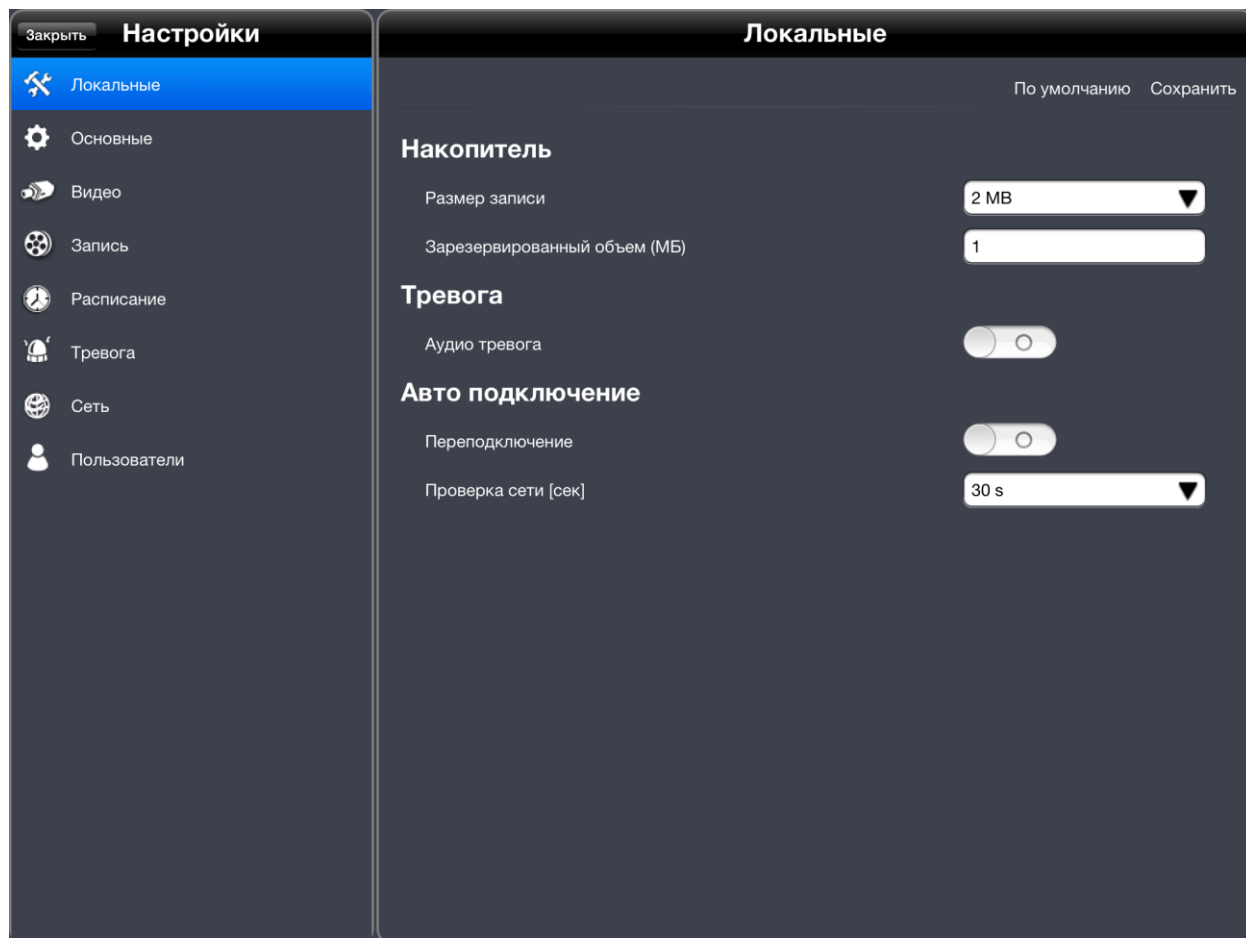 Закрыть Настройки
Локальные
Основные
Видео
Запись
Расписание
Тревога
Сеть
Пользователи
Локальные
По умолчанию Сохранить
Накопитель
Размер записи 2 MB
Зарезервированный объем (МБ) 1
Тревога
Аудио тревога
Авто подключение
Переподключение
Проверка сети [сек] 30 s